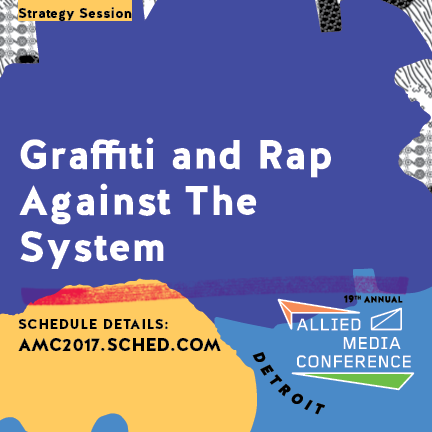 Strategy Session
Graffiti and Rap
Against The
System
SCHEDULE DETAILS:
AMC2017.SCHED.COM
19TH ANNUAL
ALLIED
MEDIA
CONFERENCE
DETROIT